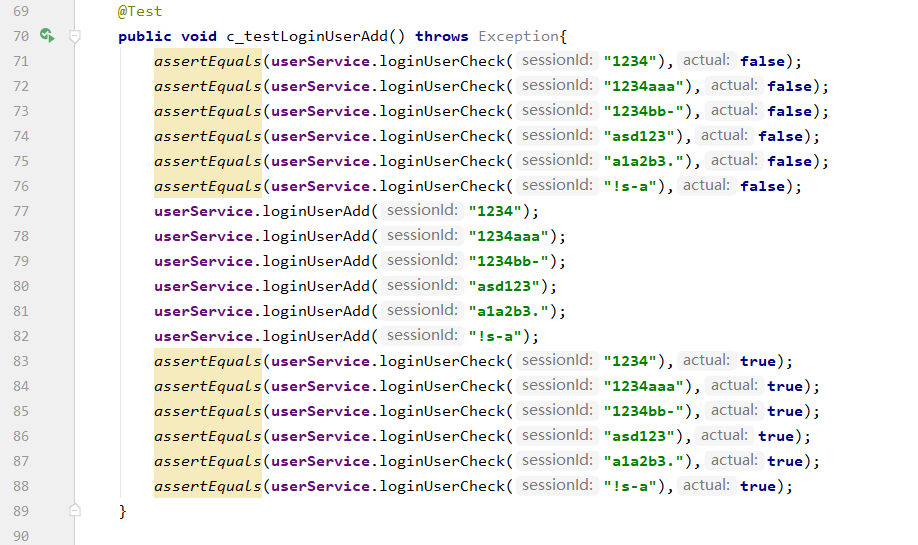 69 @Test
70 public void c_testLoginUserAdd() throws Exception{
71 assertEquals(userService.loginUserCheck( sessionId: "1234"), actual: false);
72 assertEquals(userService.loginUserCheck( sessionId: "1234aaa"), actual: false);
73 assertEquals(userService.loginUserCheck( sessionId: "1234bb-"), actual: false);
74 assertEquals(userService.loginUserCheck( sessionId: "asd123"), actual: false);
75 assertEquals(userService.loginUserCheck( sessionId: "a1a2b3."), actual: false);
76 assertEquals(userService.loginUserCheck( sessionId: "!s-a"), actual: false);
77 userService.loginUserAdd( sessionId: "1234");
78 userService.loginUserAdd( sessionId: "1234aaa");
79 userService.loginUserAdd( sessionId: "1234bb-");
80 userService.loginUserAdd( sessionId: "asd123");
81 userService.loginUserAdd( sessionId: "a1a2b3.");
82 userService.loginUserAdd( sessionId: "!s-a");
83 assertEquals(userService.loginUserCheck( sessionId: "1234"), actual: true);
84 assertEquals(userService.loginUserCheck( sessionId: "1234aaa"), actual: true);
85 assertEquals(userService.loginUserCheck( sessionId: "1234bb-"), actual: true);
86 assertEquals(userService.loginUserCheck( sessionId: "asd123"), actual: true);
87 assertEquals(userService.loginUserCheck( sessionId: "a1a2b3."), actual: true);
88 assertEquals(userService.loginUserCheck( sessionId: "!s-a"), actual: true);
89 }
90